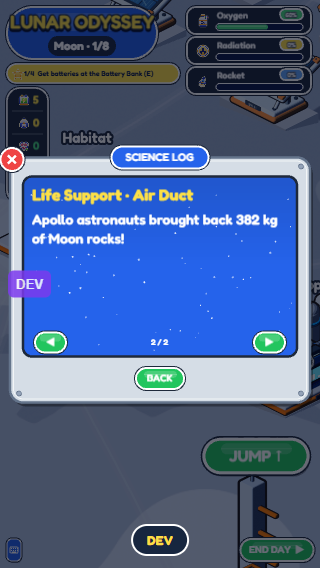 LUNAR ODYSSEY
Moon · 1/8
1/4 Get batteries at the Battery Bank (E)
Oxygen
Radiation
0%
Rocket
0%
5
0
0
Habitat
SCIENCE LOG
Life Support · Air Duct
Apollo astronauts brought back 382 kg
of Moon rocks!
DEV
2 / 2
BACK
JUMP ↑
DEV
END DAY ▶